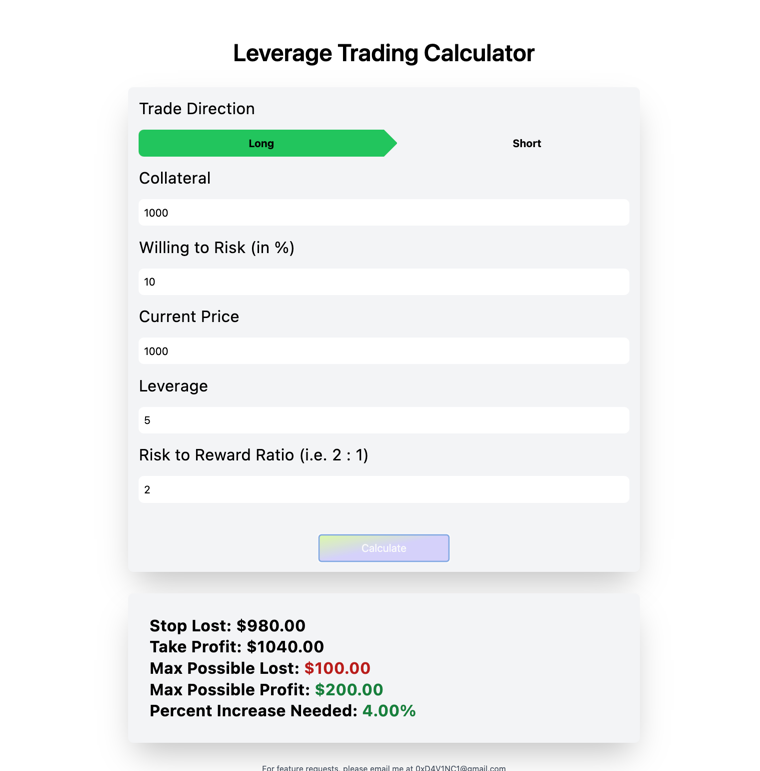 Leverage Trading Calculator
Trade Direction
Long Short
Collateral
1000
Willing to Risk (in %)
10
Current Price
1000
Leverage
5
Risk to Reward Ratio (i.e. 2 : 1)
2
Calculate
Stop Lost: $980.00
Take Profit: $1040.00
Max Possible Lost: $100.00
Max Possible Profit: $200.00
Percent Increase Needed: 4.00%
For feature requests, please email me at 0xD4V1NC1@gmail.com.